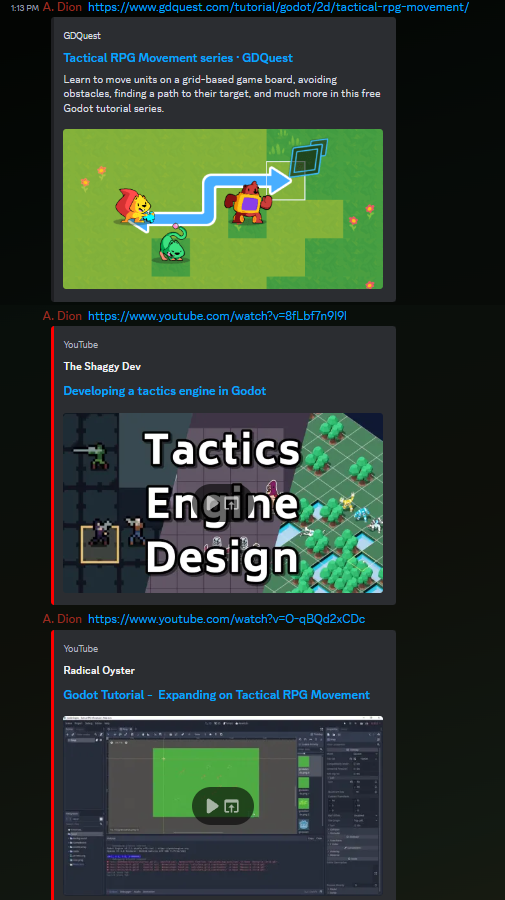 1:13 PM A. Dion https://www.gdquest.com/tutorial/godot/2d/tactical-rpg-movement/
GDQuest
Tactical RPG Movement series · GDQuest
Learn to move units on a grid-based game board, avoiding
obstacles, finding a path to their target, and much more in this free
Godot tutorial series.
A. Dion https://www.youtube.com/watch?v=8fLbf7n9I9I
YouTube
The Shaggy Dev
Developing a tactics engine in Godot
Tactics
Engine
Design
A. Dion https://www.youtube.com/watch?v=O-qBQd2xCDc
YouTube
Radical Oyster
Godot Tutorial - Expanding on Tactical RPG Movement